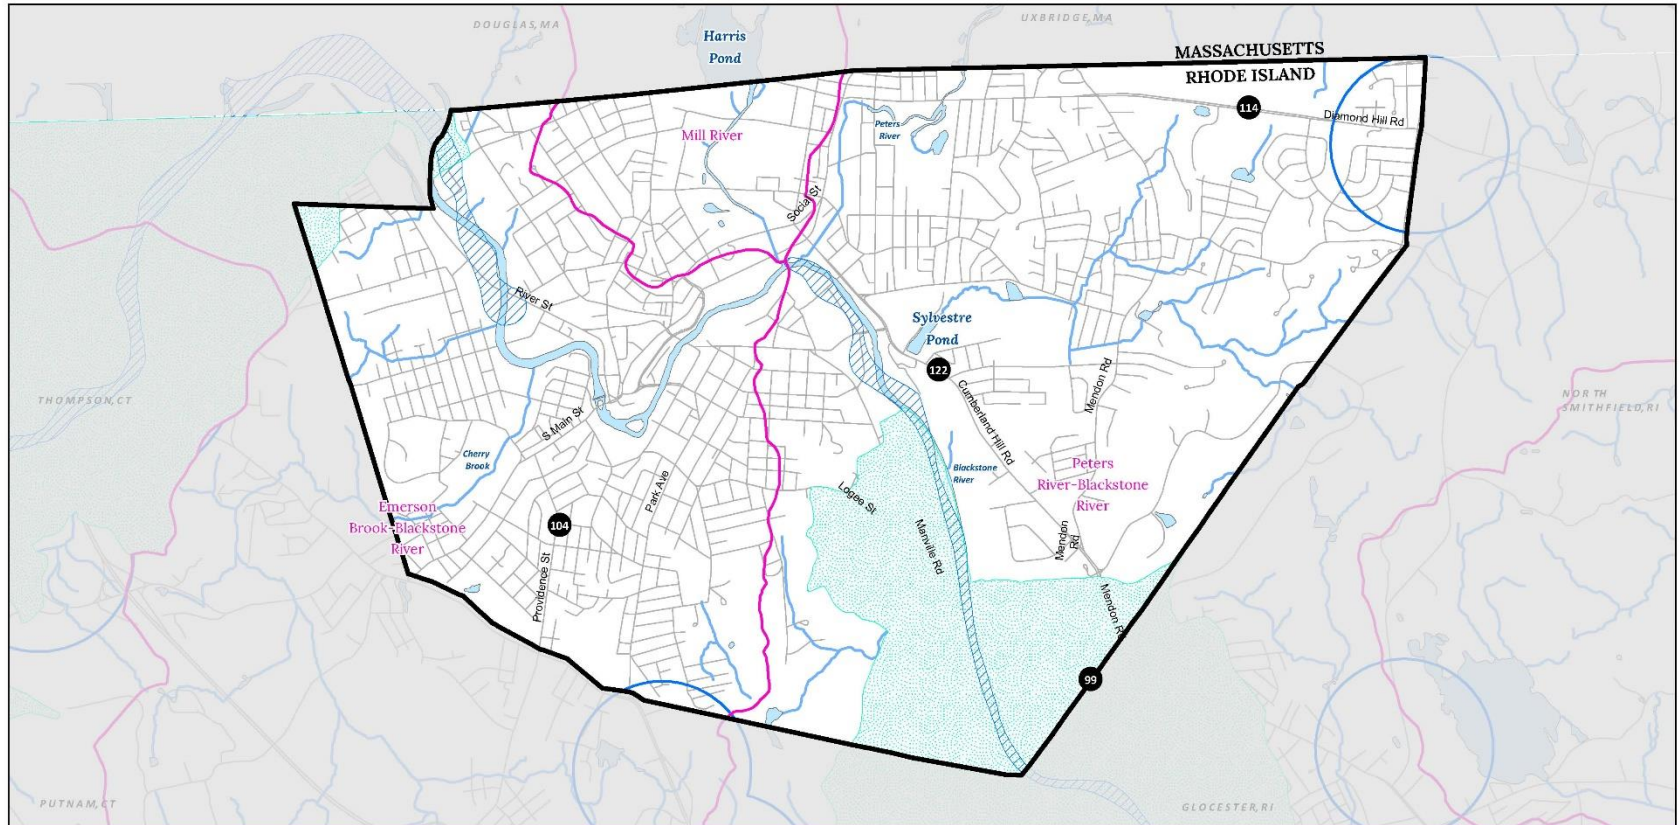 DOUGLAS,MA
UXBRIDGE,MA
Harris
Pond
MASSACHUSETTS
RHODE ISLAND
114
Diamond Hill Rd
Peters
River
Mill River
Social St
River St
Sylvestre
Pond
122
THOMPSON,CT
NORTH
SMITHFIELD,RI
Mendon Rd
Cumberland Hill Rd
S Main St
Cherry
Brook
Blackstone
River
Peters
River-Blackstone
River
Park Ave
Logee St
Emerson
Brook-Blackstone
River
104
Manville Rd
Mendon
Rd
Providence St
Mendon Rd
99
PUTNAM,CT
GLOCESTER,RI